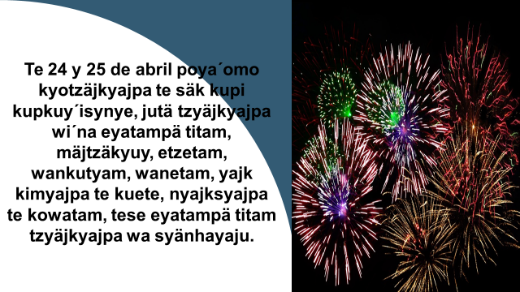 Te 24 y 25 de abril poya´omo
kyotzäjkyajpa te säk kupi
kupkuy´isynye, jutä tzyäjkyajpa
wi´na eyatampä titam,
mäjtzäkyuy, etzetam,
wankutyam, wanetam, yajk
kimyajpa te kuete, nyajksyajpa
te kowatam, tese eyatampä titam
tzyäjkyajpa wa syänhayaju.